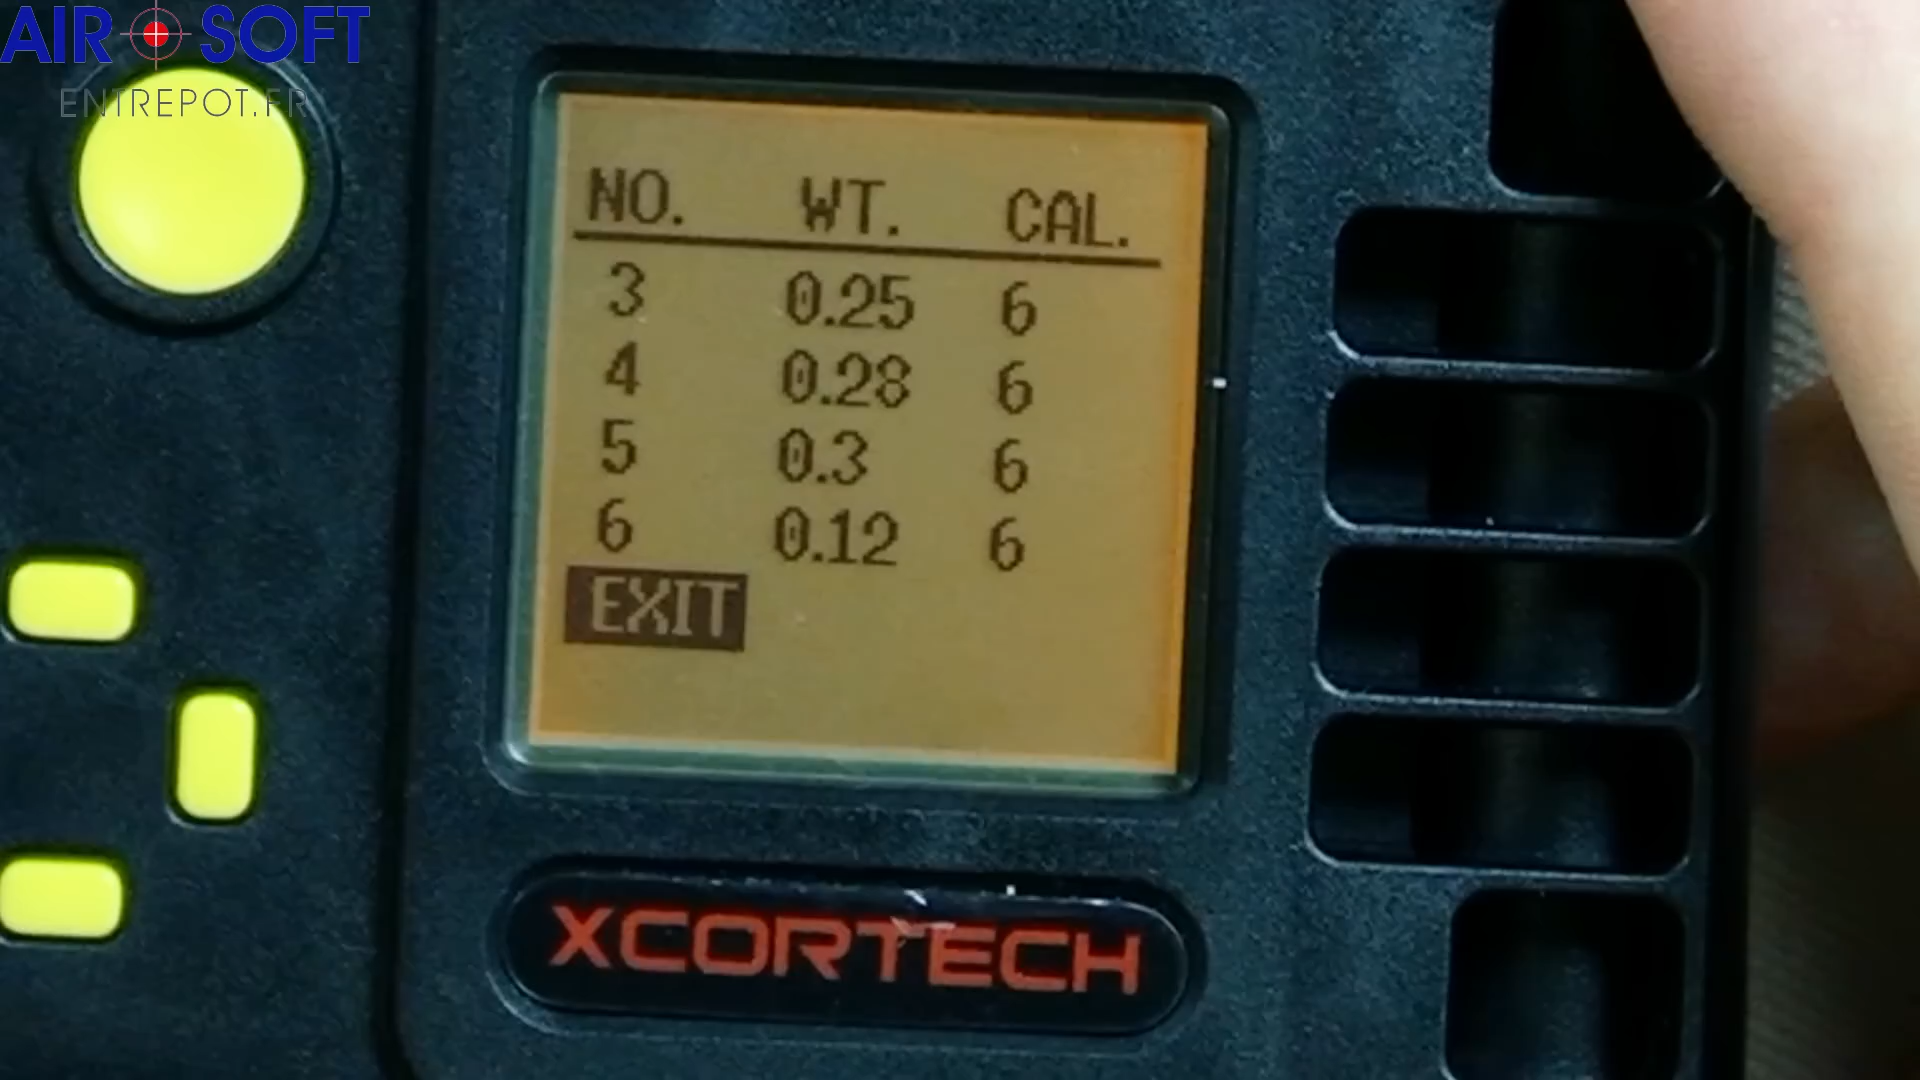 AIR SOFT
ENTREPOT.FR
NO. WT. CAL.
3 0.25 6
4 0.28 6
5 0.3 6
6 0.12 6
EXIT
XCORTECH